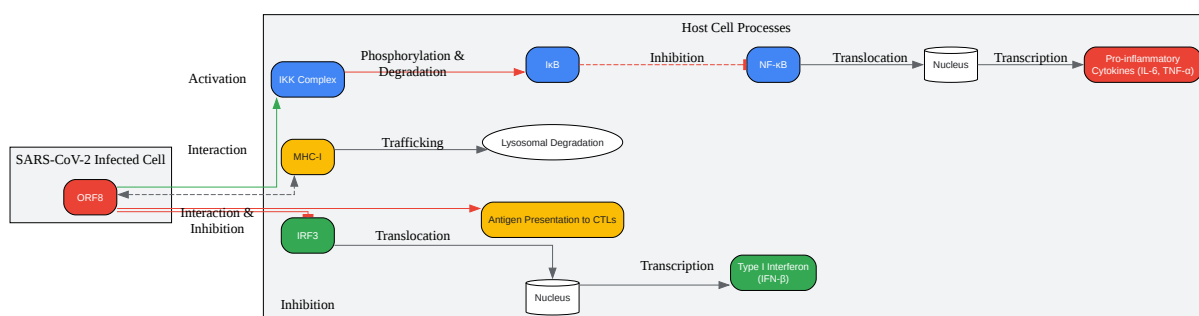 Host Cell Processes
Phosphorylation &
Degradation
Inhibition
Translocation
Transcription
Activation
IKK Complex
IκB
NF-κB
Nucleus
Pro-inflammatory
Cytokines (IL-6, TNF-α)
Interaction
MHC-I
Trafficking
Lysosomal Degradation
SARS-CoV-2 Infected Cell
ORF8
Interaction &
Inhibition
Antigen Presentation to CTLs
IRF3
Translocation
Transcription
Type I Interferon
(IFN-β)
Nucleus
Inhibition